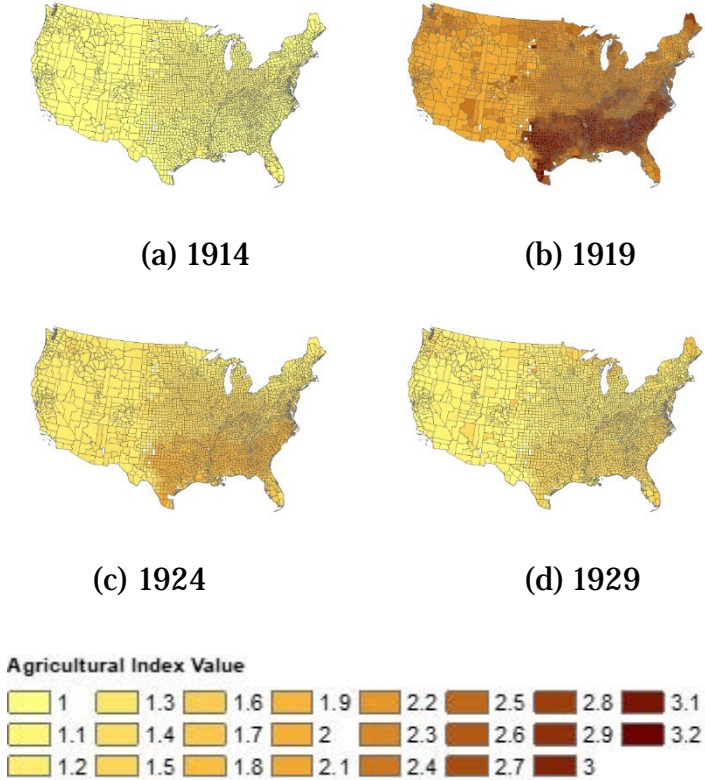 (a) 1914
(b) 1919
(c) 1924
(d) 1929
Agricultural Index Value
1 1.3 1.6 1.9 2.2 2.5 2.8 3.1
1.1 1.4 1.7 2 2.3 2.6 2.9 3.2
1.2 1.5 1.8 2.1 2.4 2.7 3